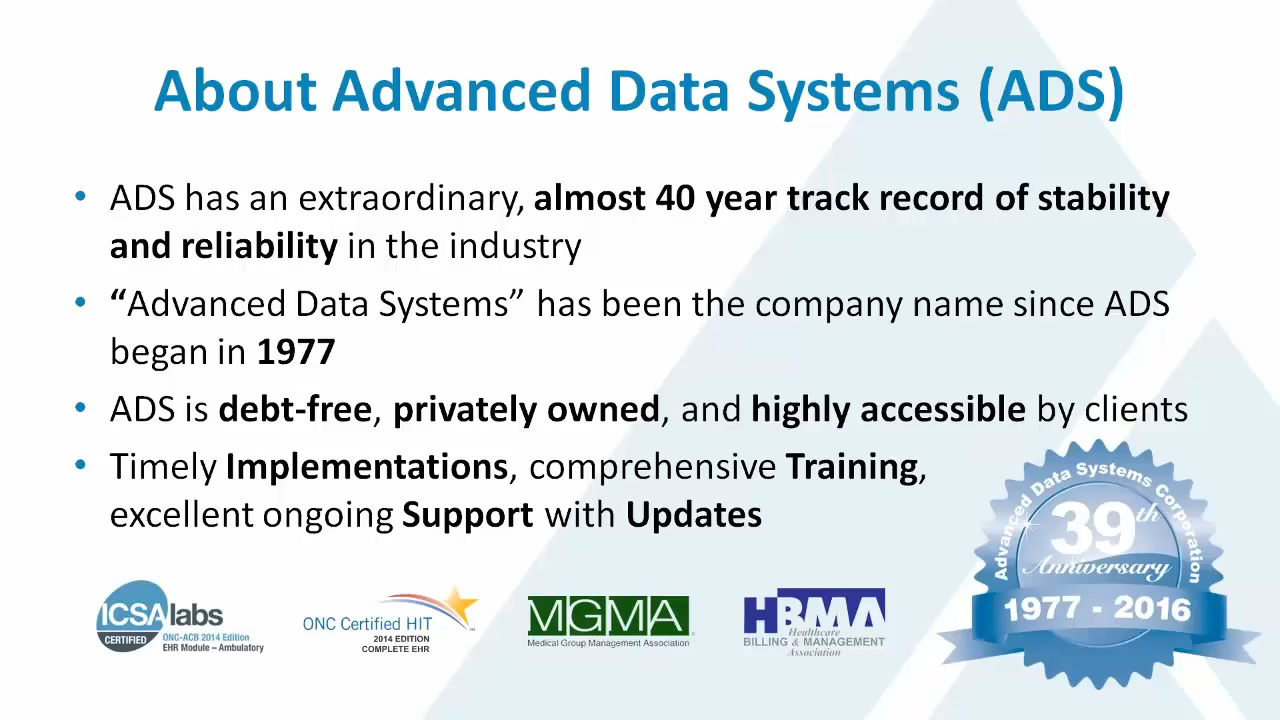 About Advanced Data Systems (ADS)
• ADS has an extraordinary, almost 40 year track record of stability
and reliability in the industry
• “Advanced Data Systems” has been the company name since ADS
began in 1977
• ADS is debt-free, privately owned, and highly accessible by clients
• Timely Implementations, comprehensive Training,
excellent ongoing Support with Updates
ICSAlabs
CERTIFIED
ONC-ACB 2014 Edition
EHR Module – Ambulatory
ONC Certified HIT
2014 EDITION
COMPLETE EHR
MGMA
Medical Group Management Association
HBMA
Healthcare
BILLING & MANAGEMENT
Association
Advanced Data Systems Corporation
39th
Anniversary
1977 - 2016